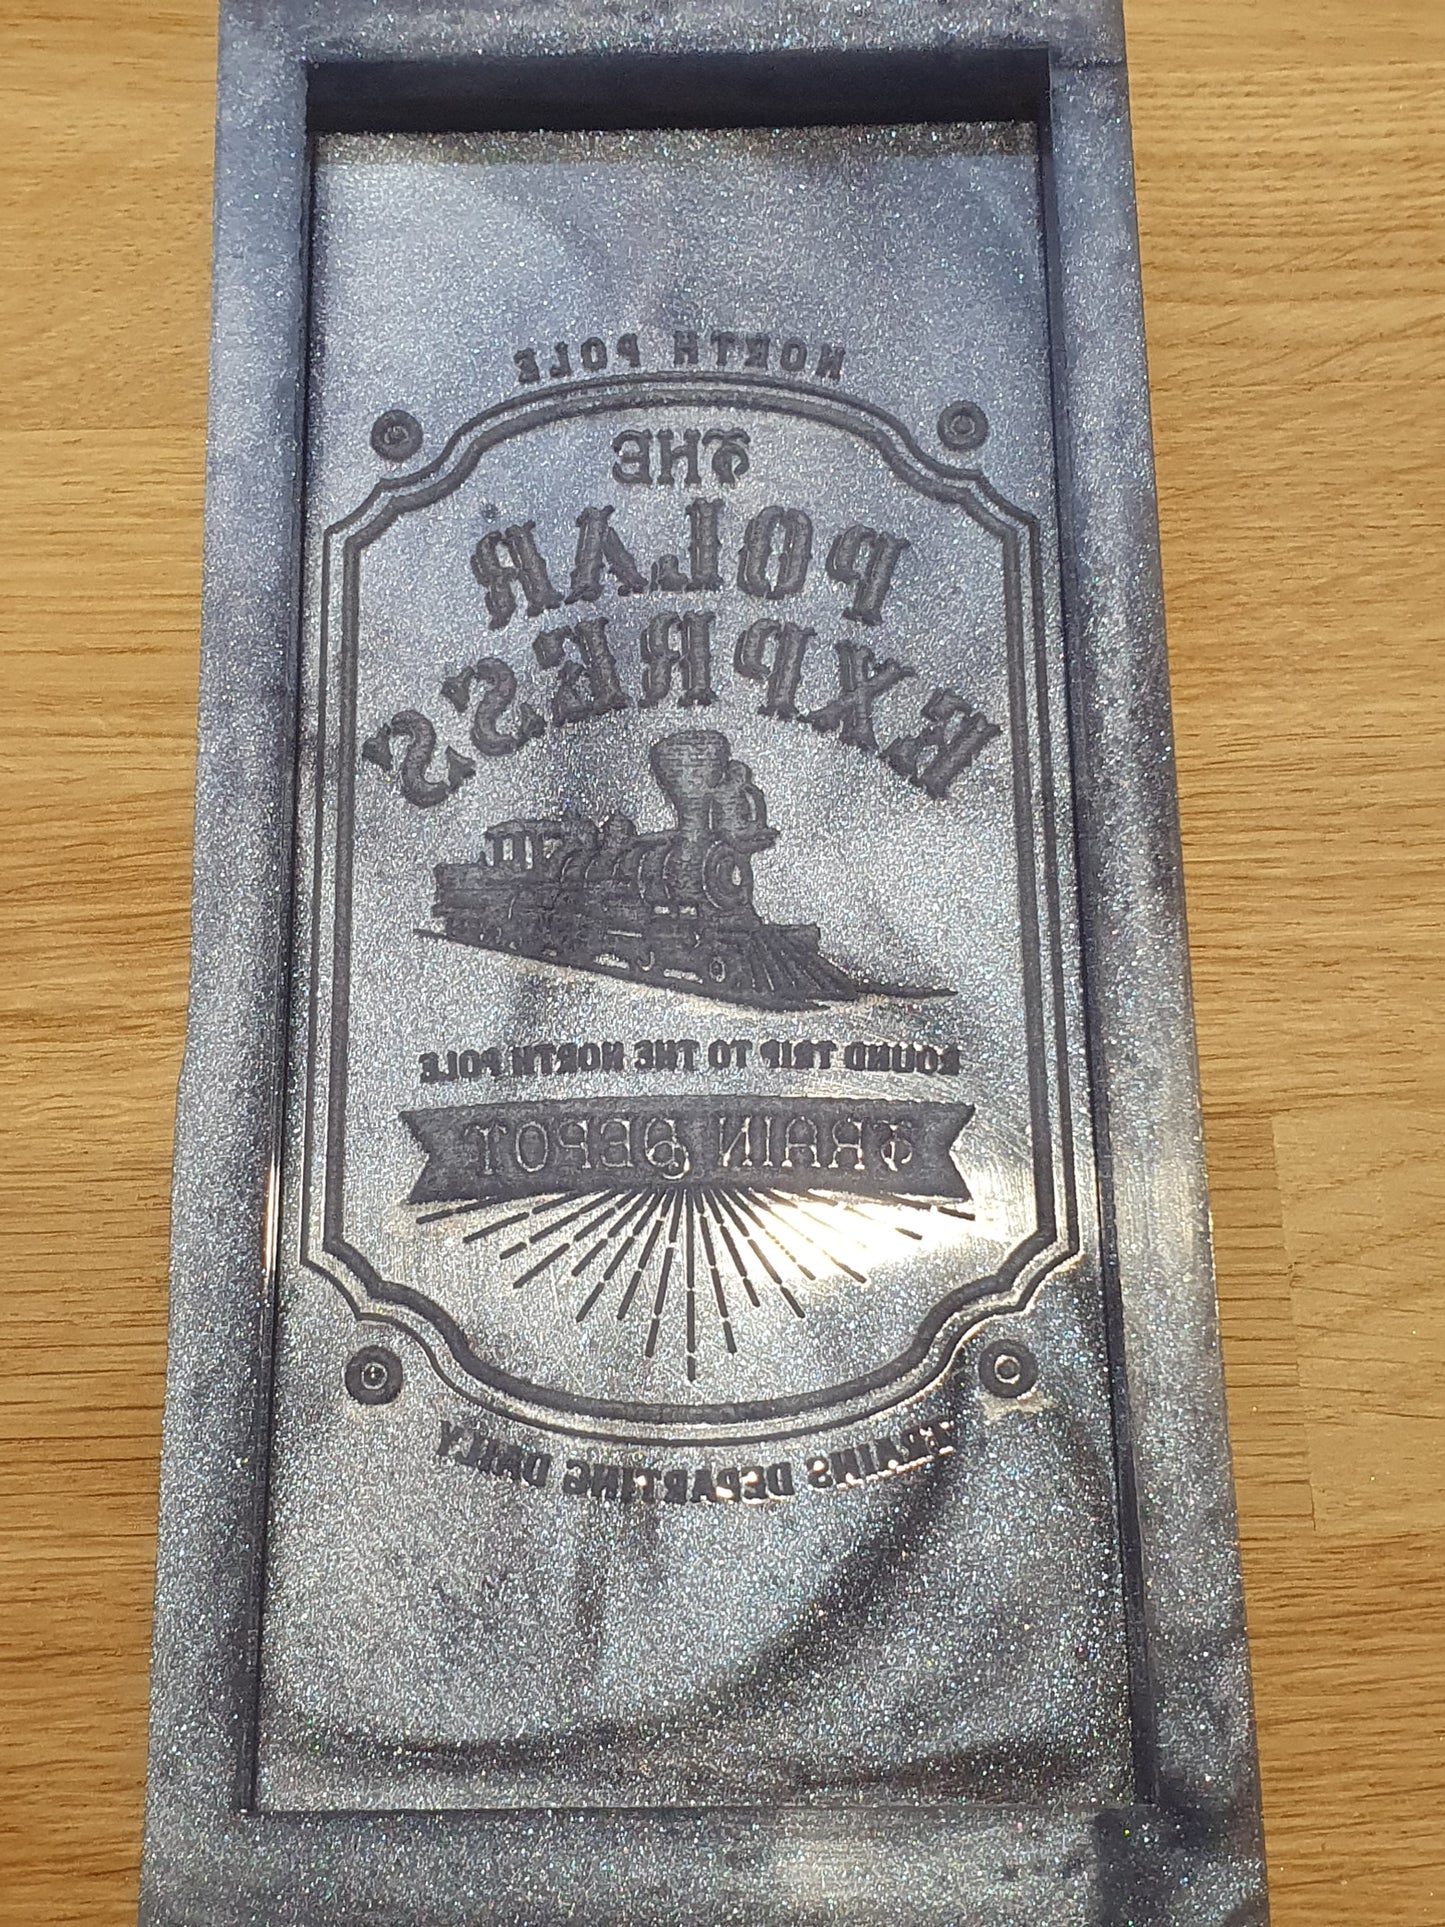 NORTH POLE
THE
POLAR
EXPRESS
ROUND TRIP TO THE NORTH POLE
TRAIN DEPOT
TRAINS DEPARTING DAILY